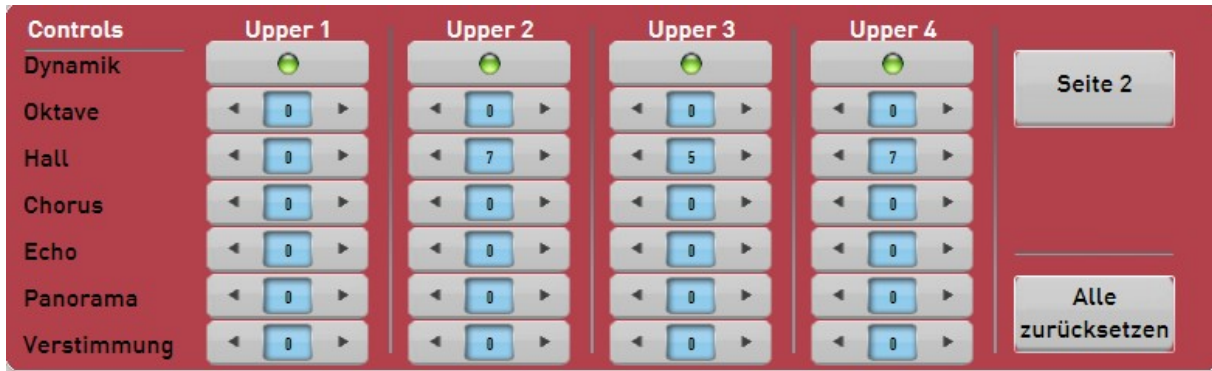 Controls Upper 1 Upper 2 Upper 3 Upper 4
Dynamik
Seite 2
Oktave 0 0 0 0
Hall 0 7 5 7
Chorus 0 0 0 0
Echo 0 0 0 0
Panorama 0 0 0 0
Alle
zurücksetzen
Verstimmung 0 0 0 0